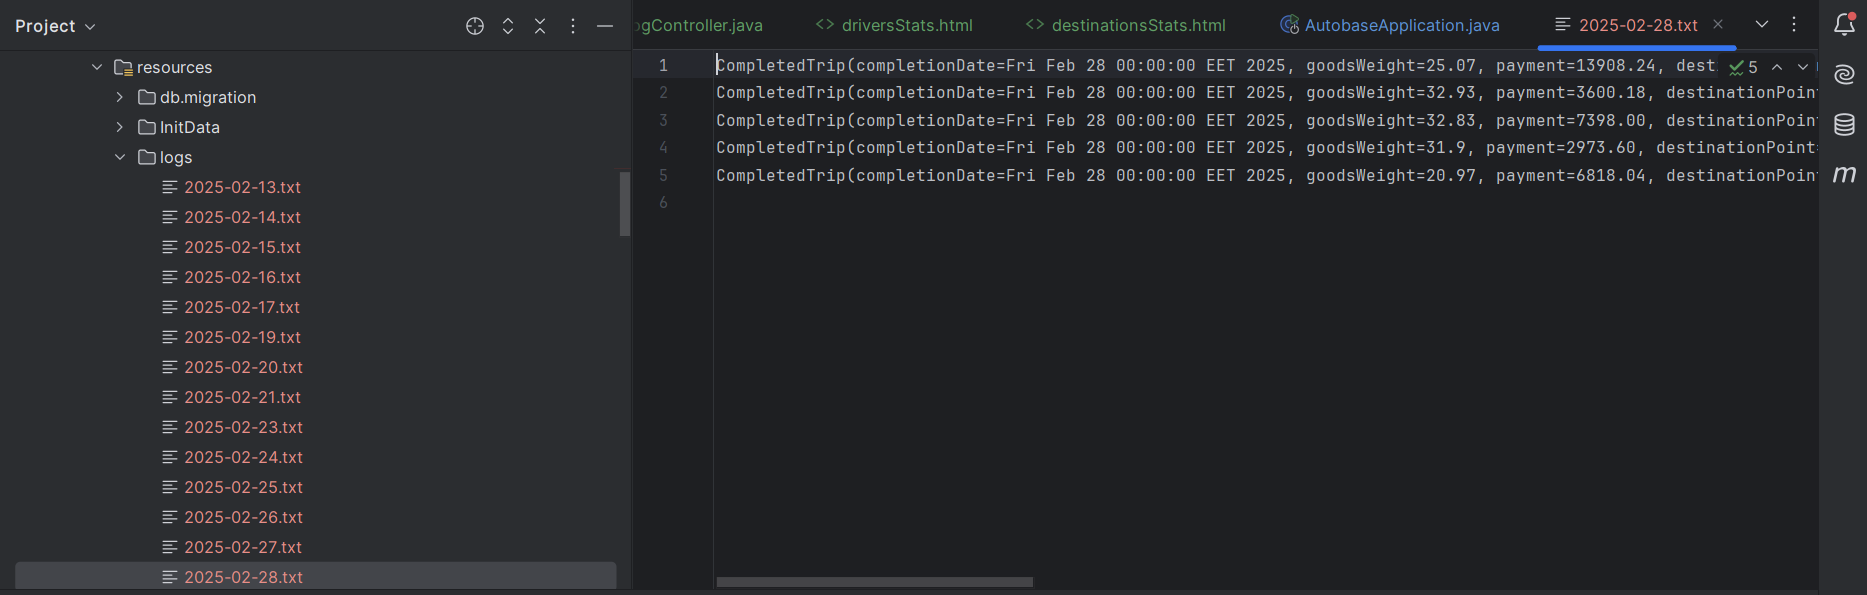 Project
resources
db.migration
InitData
logs
2025-02-13.txt
2025-02-14.txt
2025-02-15.txt
2025-02-16.txt
2025-02-17.txt
2025-02-19.txt
2025-02-20.txt
2025-02-21.txt
2025-02-23.txt
2025-02-24.txt
2025-02-25.txt
2025-02-26.txt
2025-02-27.txt
2025-02-28.txt
ogController.java <> driversStats.html <> destinationsStats.html AutobaseApplication.java 2025-02-28.txt
1 CompletedTrip(completionDate=Fri Feb 28 00:00:00 EET 2025, goodsWeight=25.07, payment=13908.24, dest 5
2 CompletedTrip(completionDate=Fri Feb 28 00:00:00 EET 2025, goodsWeight=32.93, payment=3600.18, destinationPoin
3 CompletedTrip(completionDate=Fri Feb 28 00:00:00 EET 2025, goodsWeight=32.83, payment=7398.00, destinationPoin
4 CompletedTrip(completionDate=Fri Feb 28 00:00:00 EET 2025, goodsWeight=31.9, payment=2973.60, destinationPoint=
5 CompletedTrip(completionDate=Fri Feb 28 00:00:00 EET 2025, goodsWeight=20.97, payment=6818.04, destinationPoin
6
m